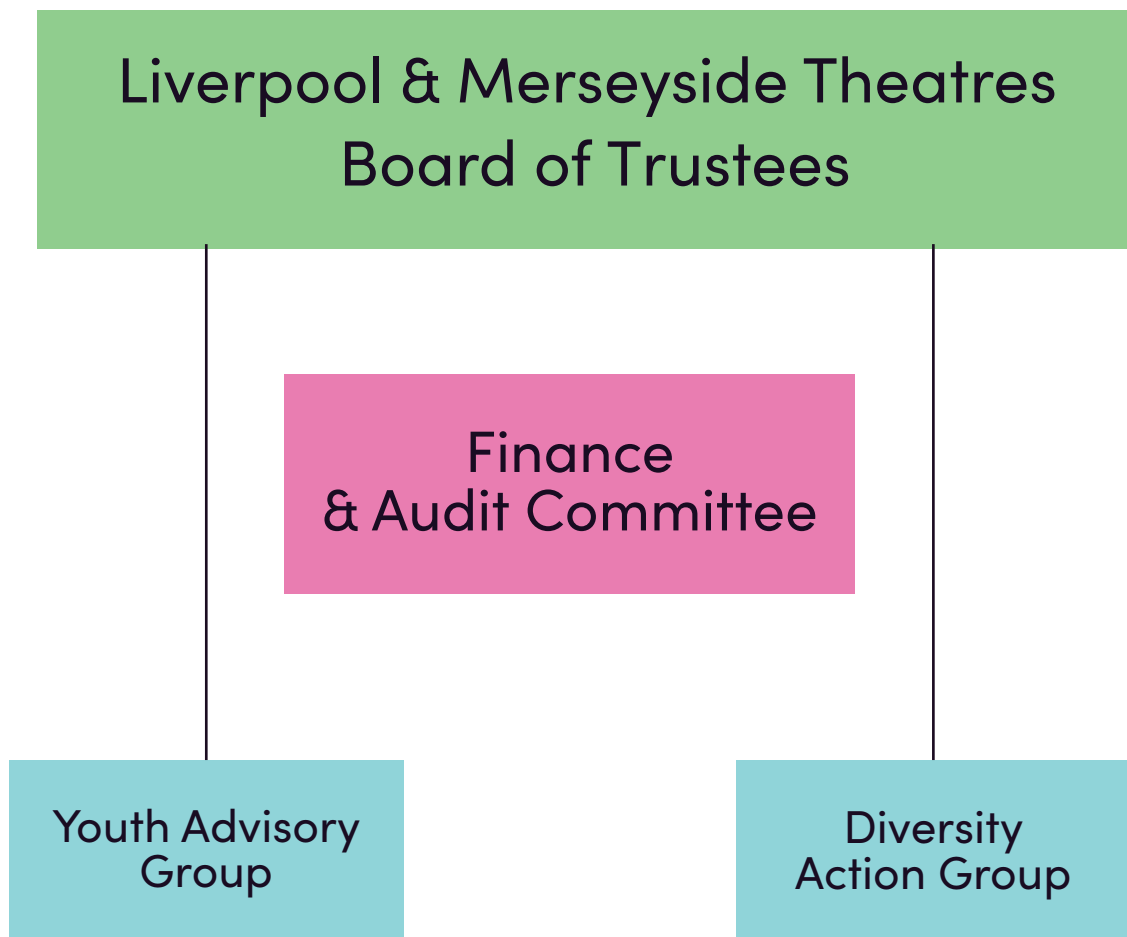 Liverpool & Merseyside Theatres
Board of Trustees
Finance
& Audit Committee
Youth Advisory
Group
Diversity
Action Group